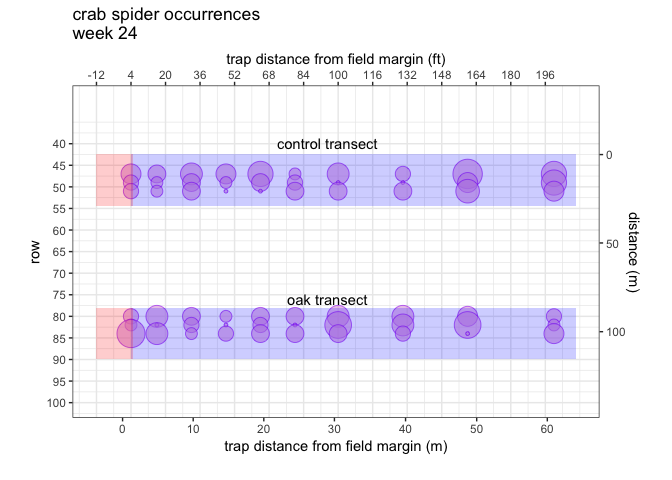 crab spider occurrences
week 24
trap distance from field margin (ft)
-12 4 20 36 52 68 84 100 116 132 148 164 180 196
control transect
oak transect
row
40
45
50
55
60
65
70
75
80
85
90
95
100
distance (m)
0
50
100
0 10 20 30 40 50 60
trap distance from field margin (m)